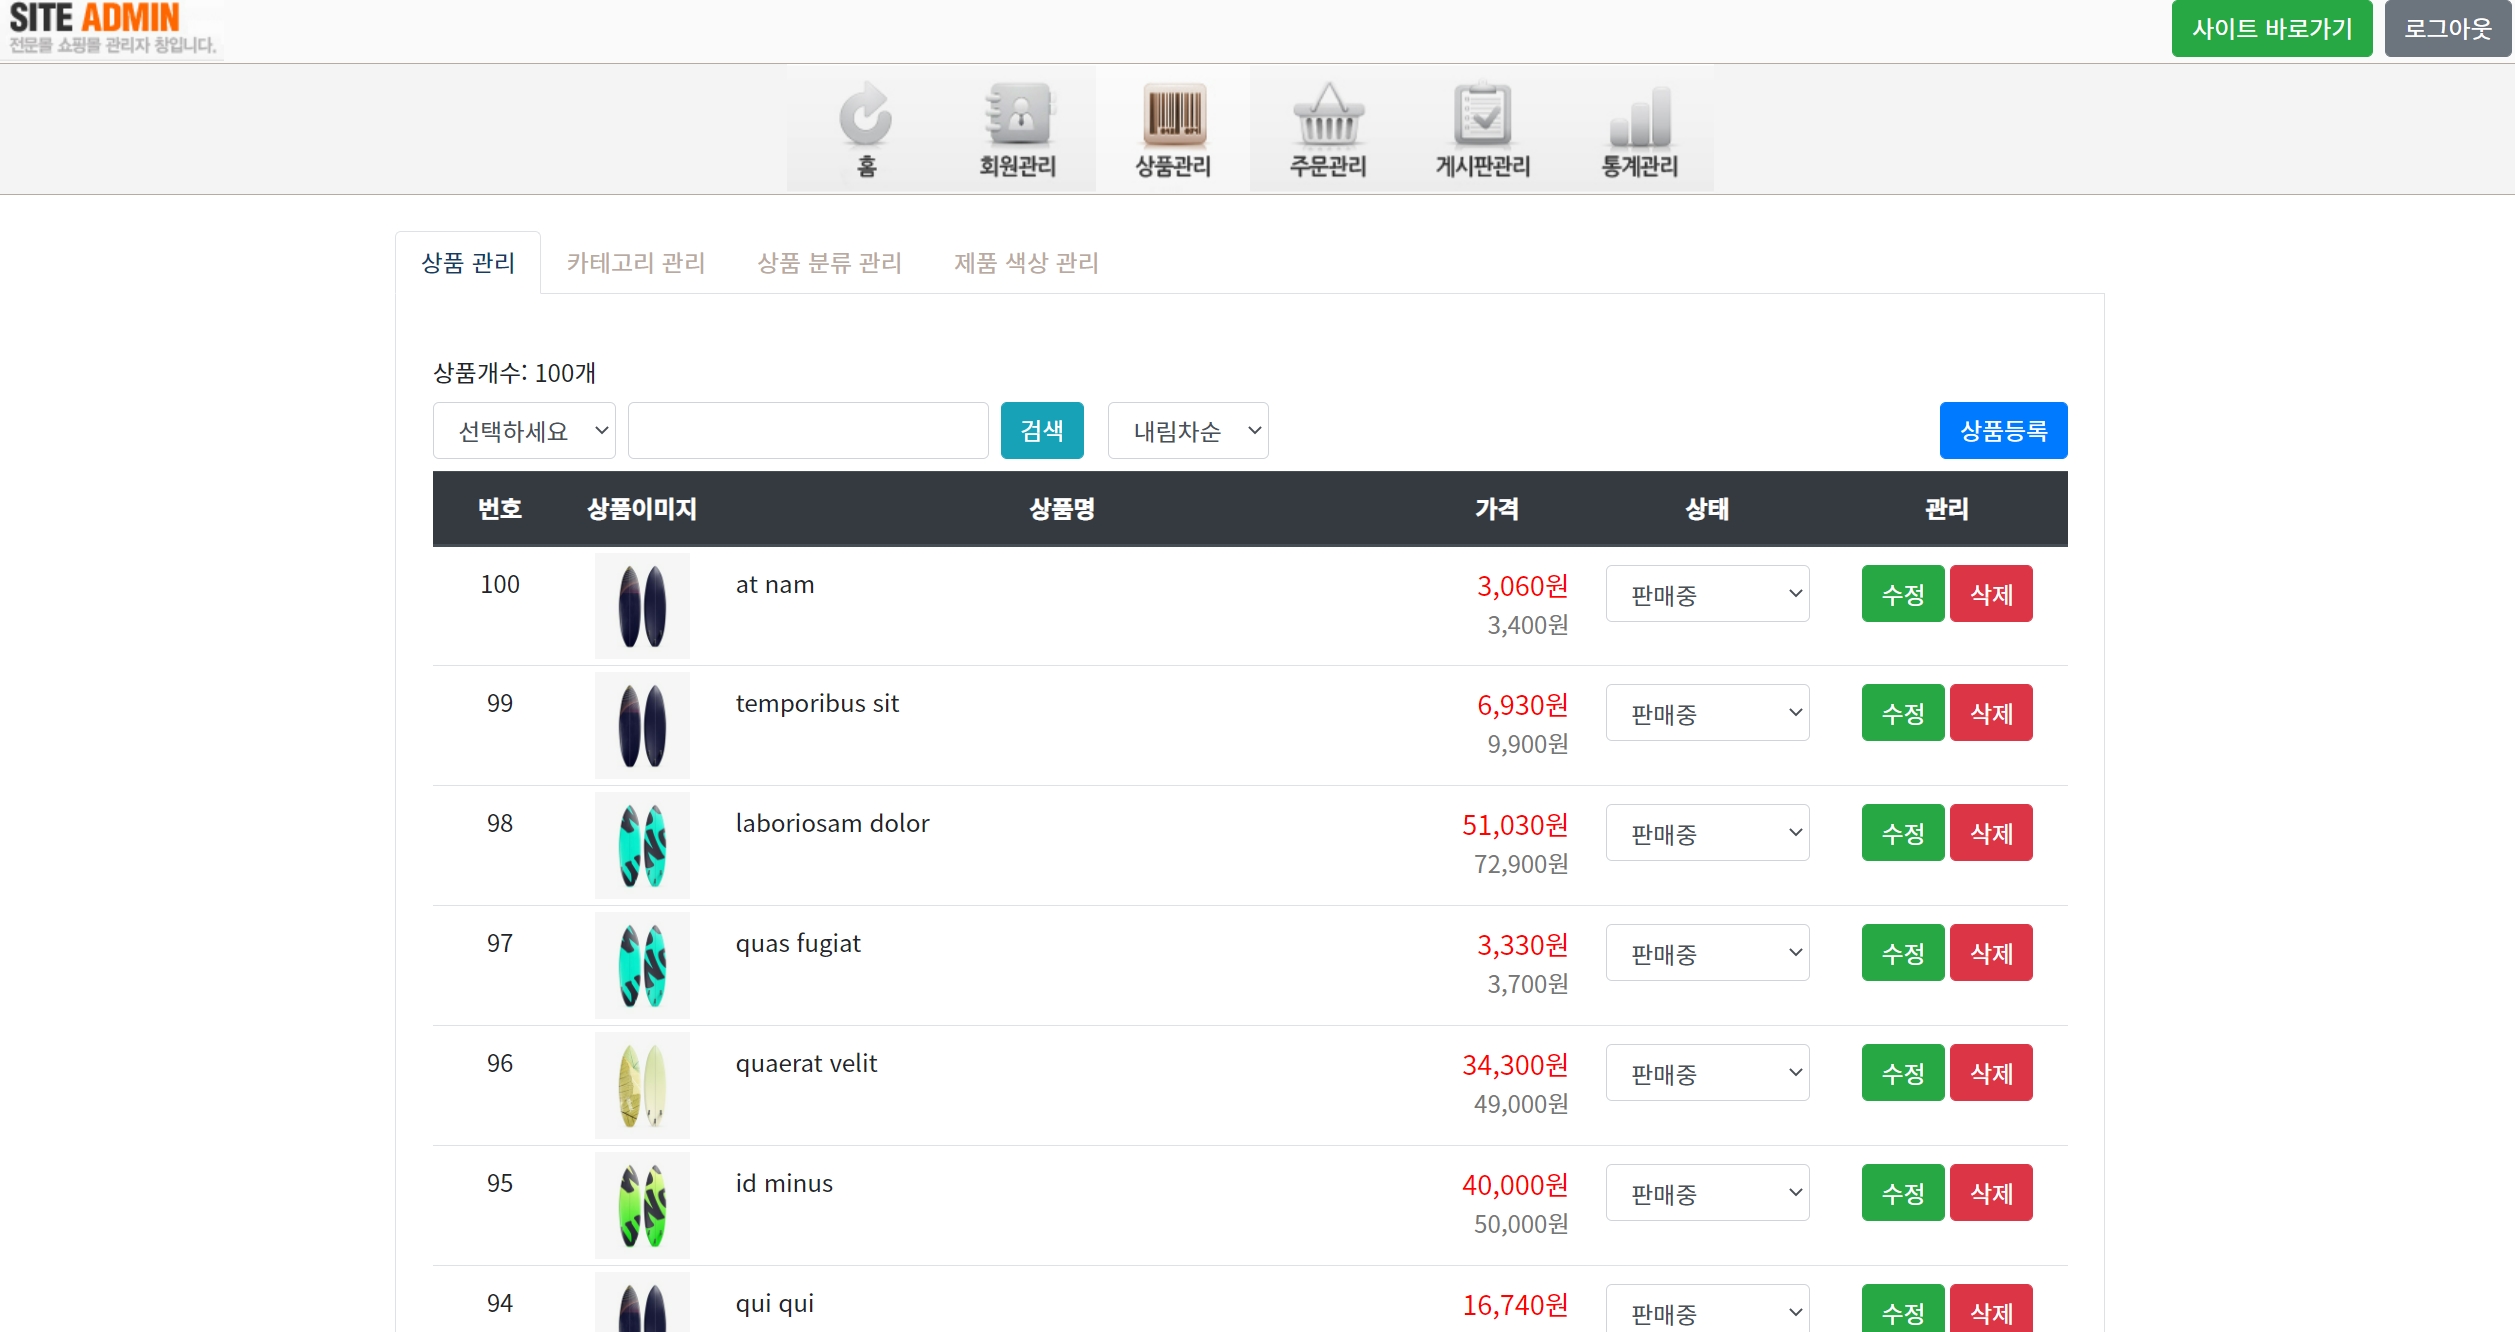 SITE ADMIN
전문몰 쇼핑몰 관리자 창입니다.
사이트 바로가기
로그아웃
홈
회원관리
상품관리
주문관리
게시판관리
통계관리
상품 관리
카테고리 관리
상품 분류 관리
제품 색상 관리
상품개수: 100개
선택하세요
검색
내림차순
상품등록
번호 상품이미지 상품명 가격 상태 관리
100 at nam 3,060원 판매중 수정 삭제
3,400원
99 temporibus sit 6,930원 판매중 수정 삭제
9,900원
98 laboriosam dolor 51,030원 판매중 수정 삭제
72,900원
97 quas fugiat 3,330원 판매중 수정 삭제
3,700원
96 quaerat velit 34,300원 판매중 수정 삭제
49,000원
95 id minus 40,000원 판매중 수정 삭제
50,000원
94 qui qui 16,740원 판매중 수정 삭제